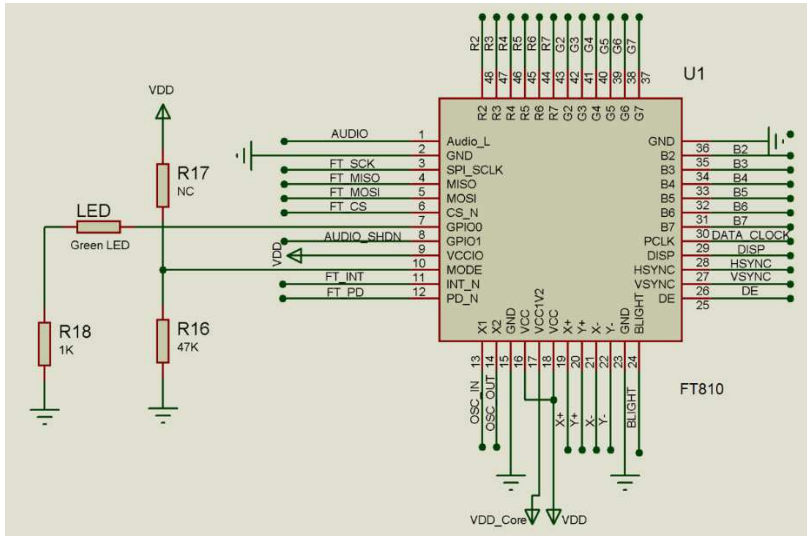 R2 R3 R4 R5 R6 R7 G2 G3 G4 G5 G6 G7
48 47 46 45 44 43 42 41 40 39 38 37
U1
R2 R3 R4 R5 R6 R7 G2 G3 G4 G5 G6 G7
VDD
R17
NC
LED
Green LED
R18
1K
R16
47K
VDD
AUDIO 1 Audio_L
2 GND
FT_SCK 3 SPI_SCLK
FT_MISO 4 MISO
FT_MOSI 5 MOSI
FT_CS 6 CS_N
7 GPIO0
AUDIO_SHDN 8 GPIO1
9 VCCIO
10 MODE
FT_INT 11 INT_N
FT_PD 12 PD_N
GND 36
B2 35 B2
B3 34 B3
B4 33 B4
B5 32 B5
B6 31 B6
B7 30 B7
PCLK 29 DATA_CLOCK
DISP 28 DISP
HSYNC 27 HSYNC
VSYNC 26 VSYNC
DE 25 DE
X1 X2 GND VCC VCC1V2 VCC X+ Y+ X- Y- GND BLIGHT
13 14 15 16 17 18 19 20 21 22 23 24
OSC_IN OSC_OUT X+ Y+ X- Y- BLIGHT
FT810
VDD_Core VDD